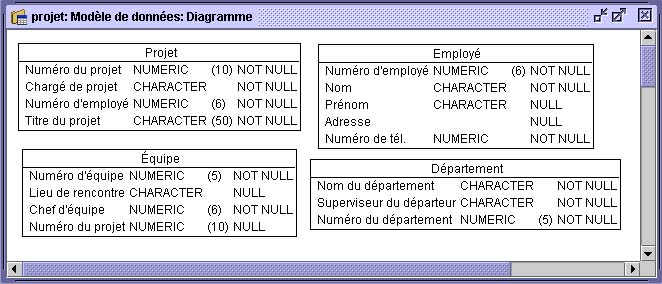 projet: Modèle de données: Diagramme
Projet
Numéro du projet NUMERIC (10) NOT NULL
Chargé de projet CHARACTER NOT NULL
Numéro d'employé NUMERIC (6) NOT NULL
Titre du projet CHARACTER (50) NOT NULL
Employé
Numéro d'employé NUMERIC (6) NOT NULL
Nom CHARACTER NOT NULL
Prénom CHARACTER NULL
Adresse NULL
Numéro de tél. NUMERIC NOT NULL
Équipe
Numéro d'équipe NUMERIC (5) NOT NULL
Lieu de rencontre CHARACTER NULL
Chef d'équipe NUMERIC (6) NOT NULL
Numéro du projet NUMERIC (10) NULL
Département
Nom du département CHARACTER NOT NULL
Superviseur du départeur CHARACTER NOT NULL
Numéro du département NUMERIC (5) NOT NULL